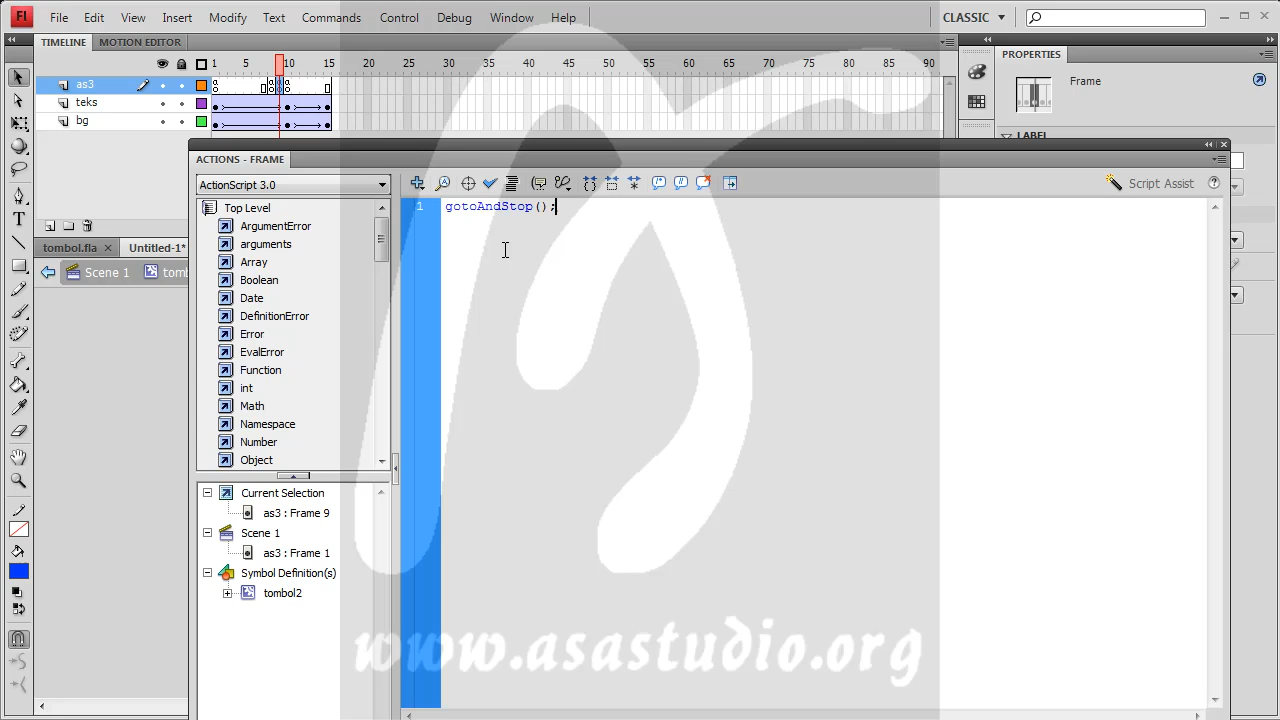 Fl File Edit View Insert Modify Text Commands Control Debug Window Help CLASSIC
TIMELINE MOTION EDITOR
PROPERTIES
1 5 10 15 20 25 30 35 40 45 50 55 60 65 70 75 80 85 90
as3
Frame
teks
bg
LABEL
ACTIONS - FRAME
ActionScript 3.0
Script Assist
Top Level
1 gotoAndStop();
ArgumentError
arguments
tombol.fla Untitled-1*
Array
Scene 1 tomb
Boolean
Date
DefinitionError
Error
EvalError
Function
int
Math
Namespace
Number
Object
Current Selection
as3 : Frame 9
Scene 1
as3 : Frame 1
Symbol Definition(s)
tombol2
www.asastudio.org